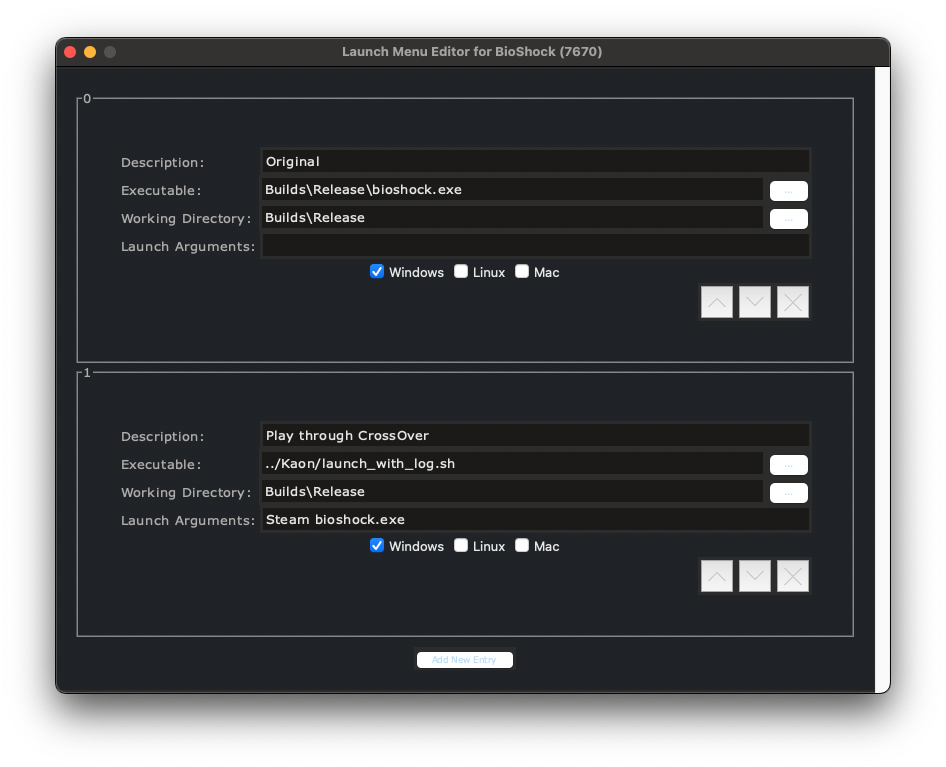 Launch Menu Editor for BioShock (7670)
0
Description: Original
Executable: Builds\Release\bioshock.exe ...
Working Directory: Builds\Release ...
Launch Arguments:
Windows Linux Mac
1
Description: Play through CrossOver
Executable: ../Kaon/launch_with_log.sh ...
Working Directory: Builds\Release ...
Launch Arguments: Steam bioshock.exe
Windows Linux Mac
Add New Entry